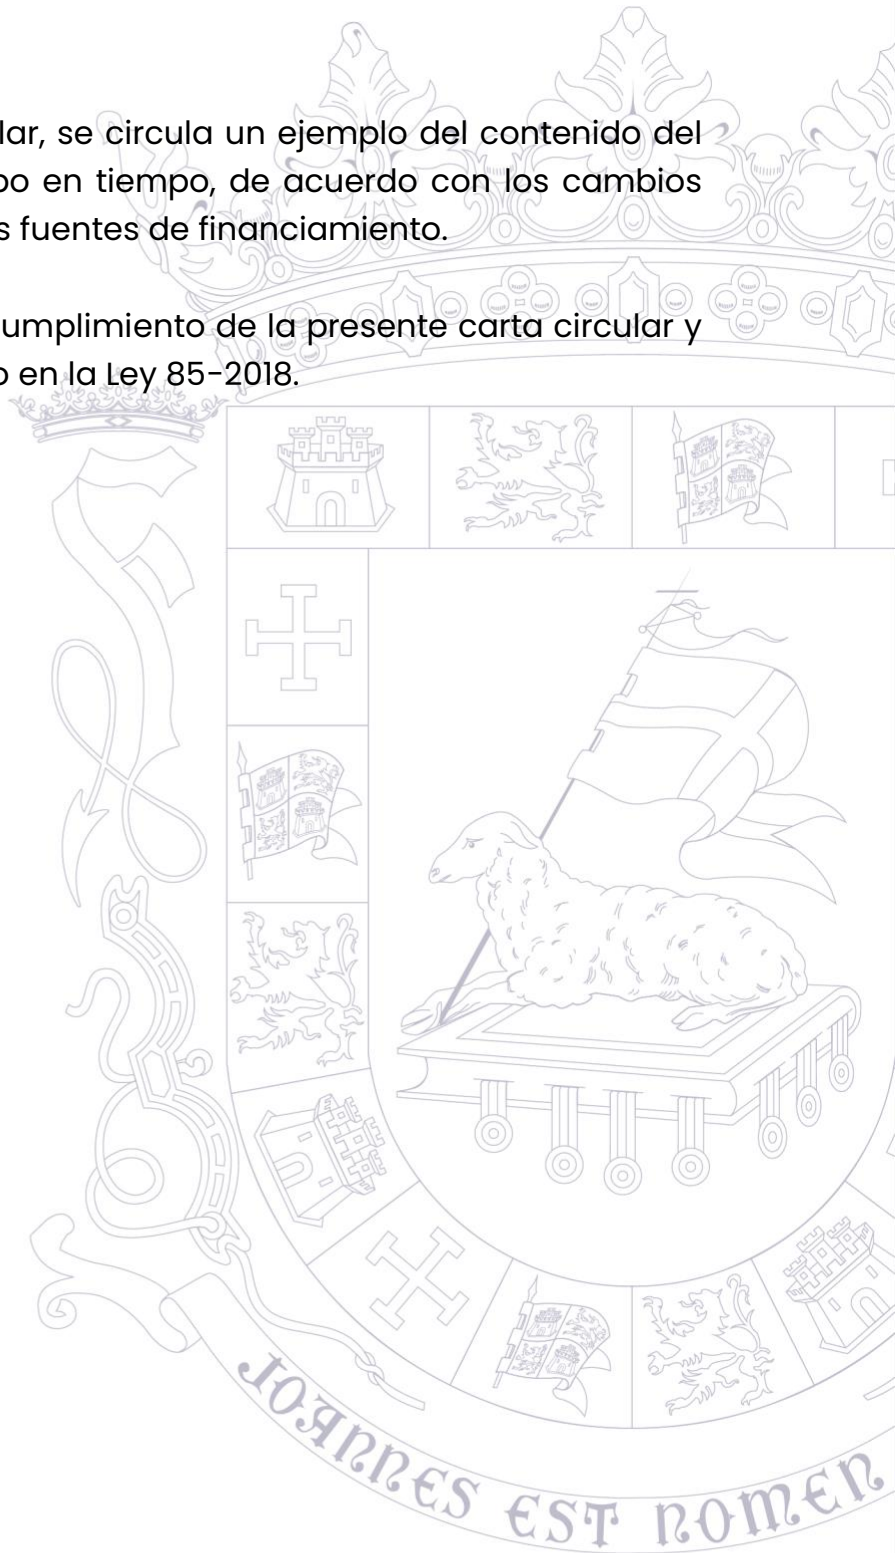 lar, se circula un ejemplo del contenido del
po en tiempo, de acuerdo con los cambios
s fuentes de financiamiento.
umplimiento de la presente carta circular y
o en la Ley 85-2018.
JOANNES EST NOMEN